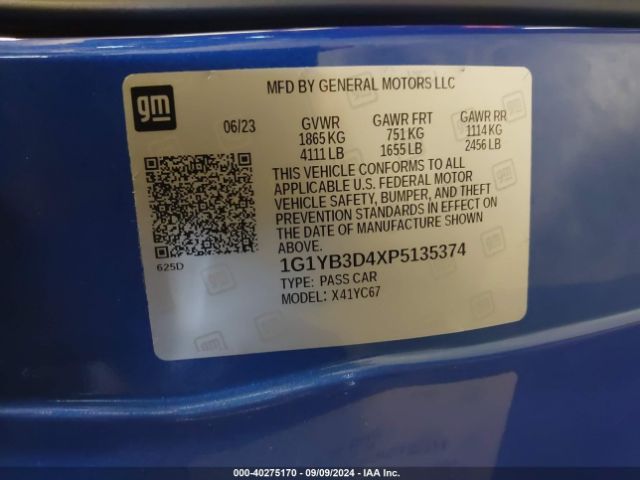 MFD BY GENERAL MOTORS LLC
gm
06/23
GVWR GAWR FRT GAWR RR
1865 KG 751 KG 1114 KG
4111 LB 1655 LB 2456 LB
THIS VEHICLE CONFORMS TO ALL
APPLICABLE U.S. FEDERAL MOTOR
VEHICLE SAFETY, BUMPER, AND THEFT
PREVENTION STANDARDS IN EFFECT ON
THE DATE OF MANUFACTURE SHOWN
ABOVE.
625D
1G1YB3D4XP5135374
TYPE: PASS CAR
MODEL: X41YC67
000-40275170 - 09/09/2024 - IAAI.CA